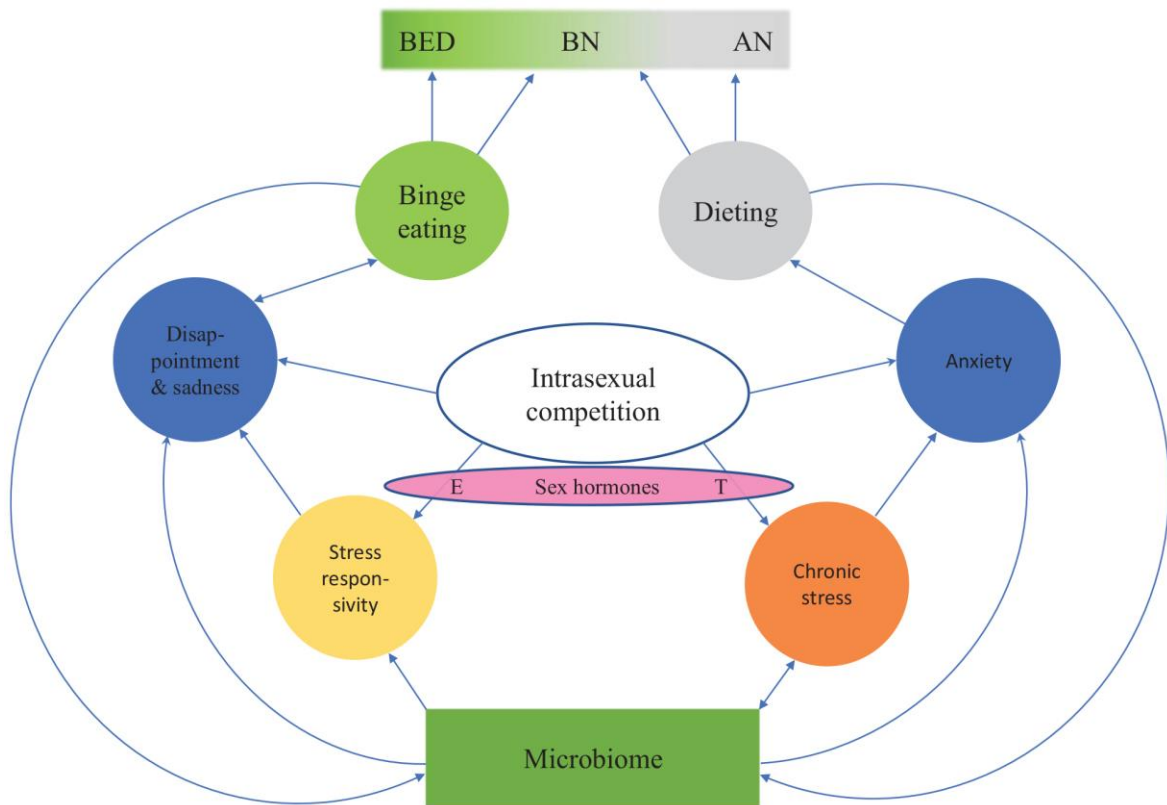 BED BN AN
Binge
eating
Dieting
Disap-
pointment
& sadness
Intrasexual
competition
Anxiety
E Sex hormones T
Stress
respon-
sivity
Chronic
stress
Microbiome